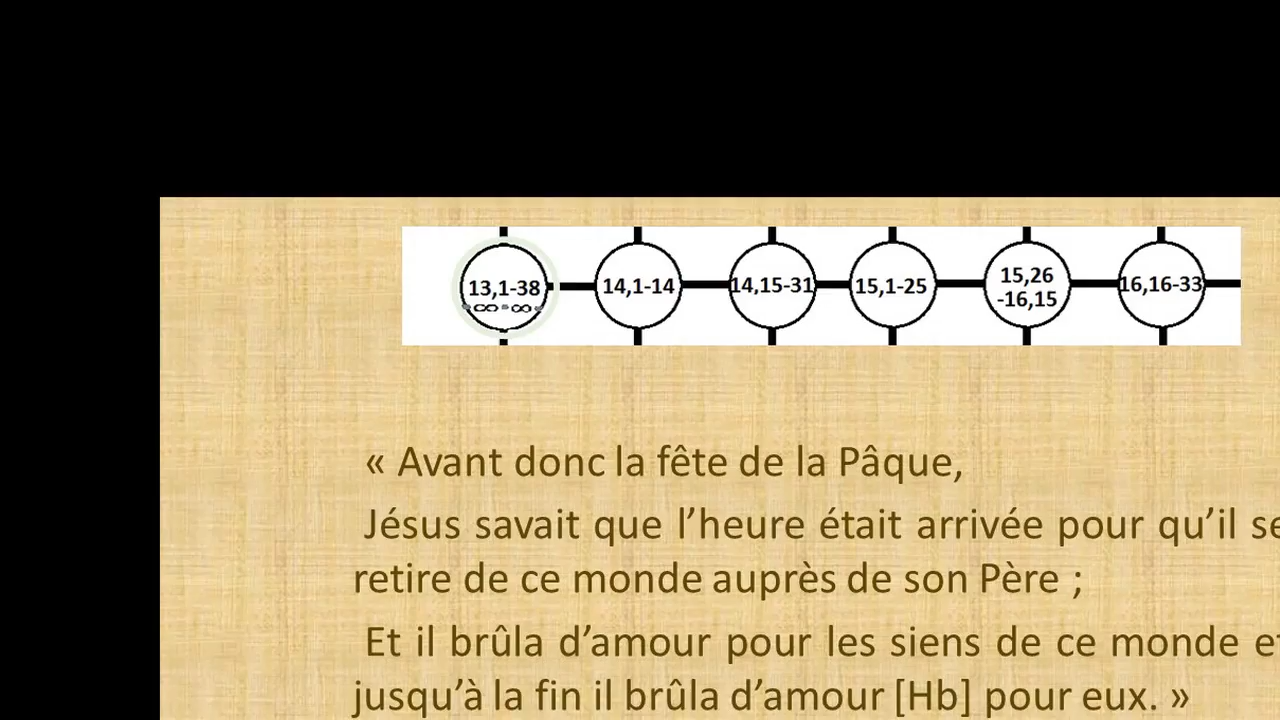 13,1-38 14,1-14 14,15-31 15,1-25 15,26 16,16-33
-16,15
« Avant donc la fête de la Pâque,
Jésus savait que l’heure était arrivée pour qu’il se
retire de ce monde auprès de son Père ;
Et il brûla d’amour pour les siens de ce monde et
jusqu’à la fin il brûla d’amour [Hb] pour eux. »